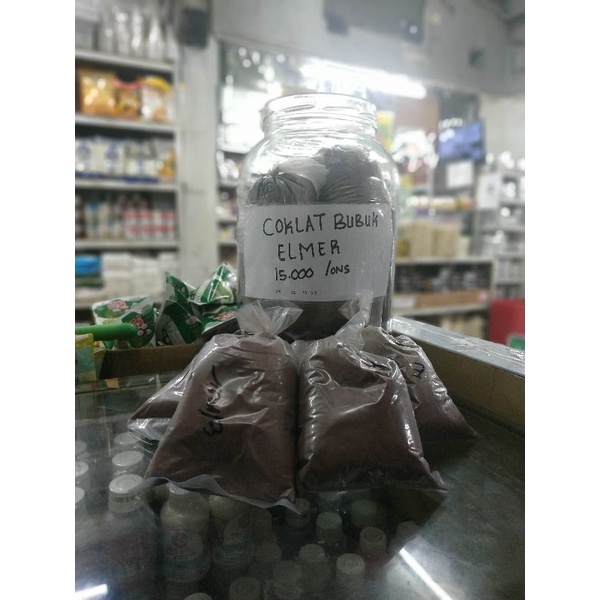 COKLAT BUBUK
ELMER
15.000 /ONS